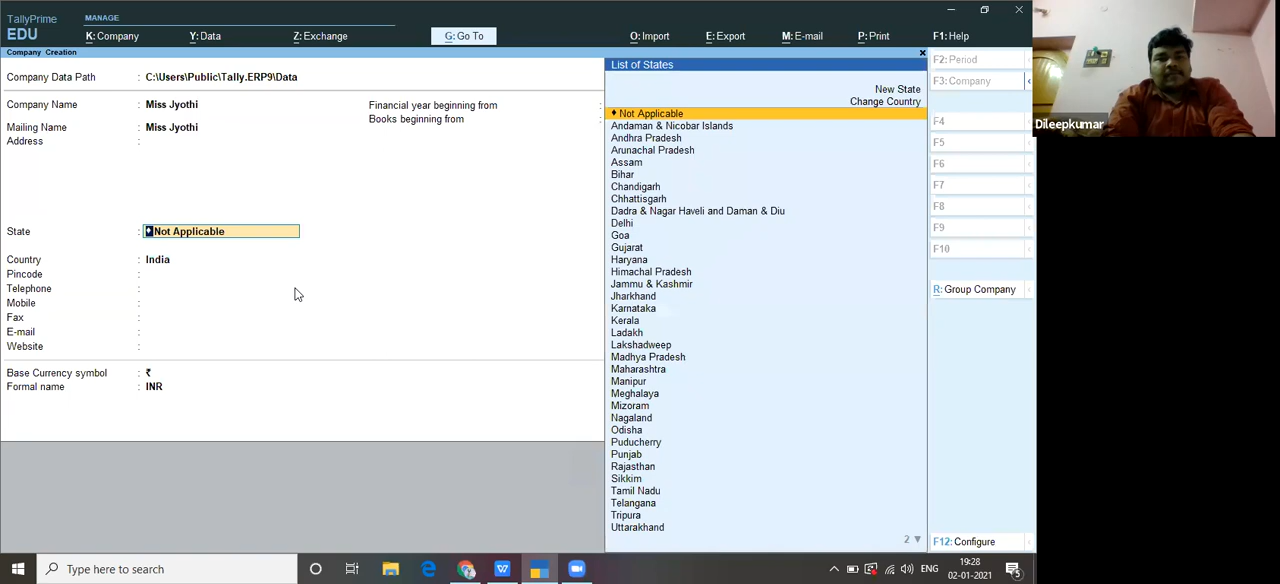 TallyPrime
EDU
MANAGE
K: Company
Y: Data
Z: Exchange
G: Go To
O: Import
E: Export
M: E-mail
P: Print
F1: Help
Company Creation
Company Data Path : C:\Users\Public\Tally.ERP9\Data
Company Name : Miss Jyothi
Financial year beginning from :
Books beginning from :
Mailing Name : Miss Jyothi
Address :
State : ♦ Not Applicable
Country : India
Pincode :
Telephone :
Mobile :
Fax :
E-mail :
Website :
Base Currency symbol : ₹
Formal name : INR
List of States
New State
Change Country
♦ Not Applicable
Andaman & Nicobar Islands
Andhra Pradesh
Arunachal Pradesh
Assam
Bihar
Chandigarh
Chhattisgarh
Dadra & Nagar Haveli and Daman & Diu
Delhi
Goa
Gujarat
Haryana
Himachal Pradesh
Jammu & Kashmir
Jharkhand
Karnataka
Kerala
Ladakh
Lakshadweep
Madhya Pradesh
Maharashtra
Manipur
Meghalaya
Mizoram
Nagaland
Odisha
Puducherry
Punjab
Rajasthan
Sikkim
Tamil Nadu
Telangana
Tripura
Uttarakhand
2 ▼
F2: Period
F3: Company
F4
F5
F6
F7
F8
F9
F10
R: Group Company
F12: Configure
Dileepkumar
Type here to search
ENG
19:28
02-01-2021
5